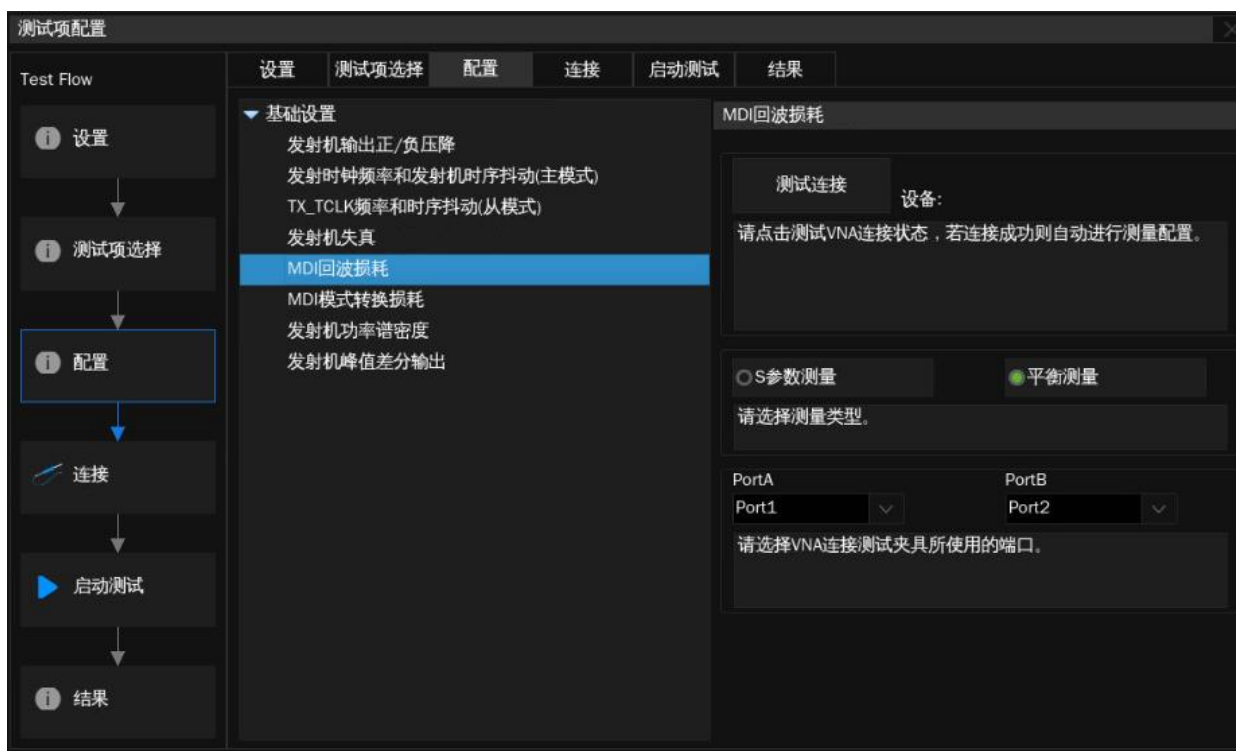 测试项配置
Test Flow
设置
测试项选择
配置
连接
启动测试
结果
设置 测试项选择 配置 连接 启动测试 结果
基础设置
发射机输出正/负压降
发射时钟频率和发射机时序抖动(主模式)
TX_TCLK频率和时序抖动(从模式)
发射机失真
MDI回波损耗
MDI模式转换损耗
发射机功率谱密度
发射机峰值差分输出
MDI回波损耗
测试连接 设备:
请点击测试VNA连接状态，若连接成功则自动进行测量配置。
S参数测量 平衡测量
请选择测量类型。
PortA PortB
Port1 Port2
请选择VNA连接测试夹具所使用的端口。